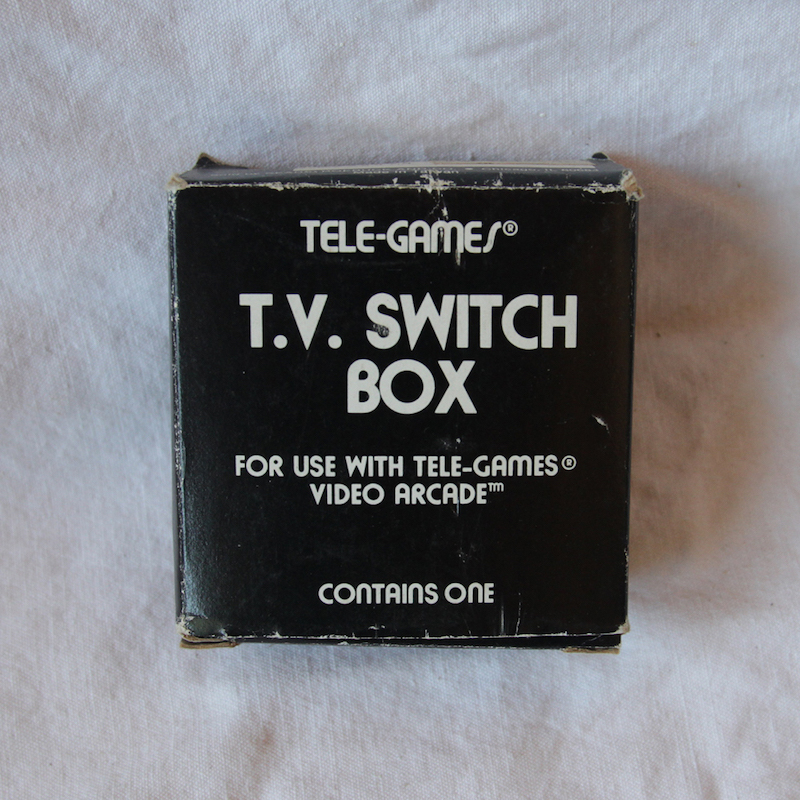 TELE-GAMES®
T.V. SWITCH
BOX
FOR USE WITH TELE-GAMES®
VIDEO ARCADE™
CONTAINS ONE